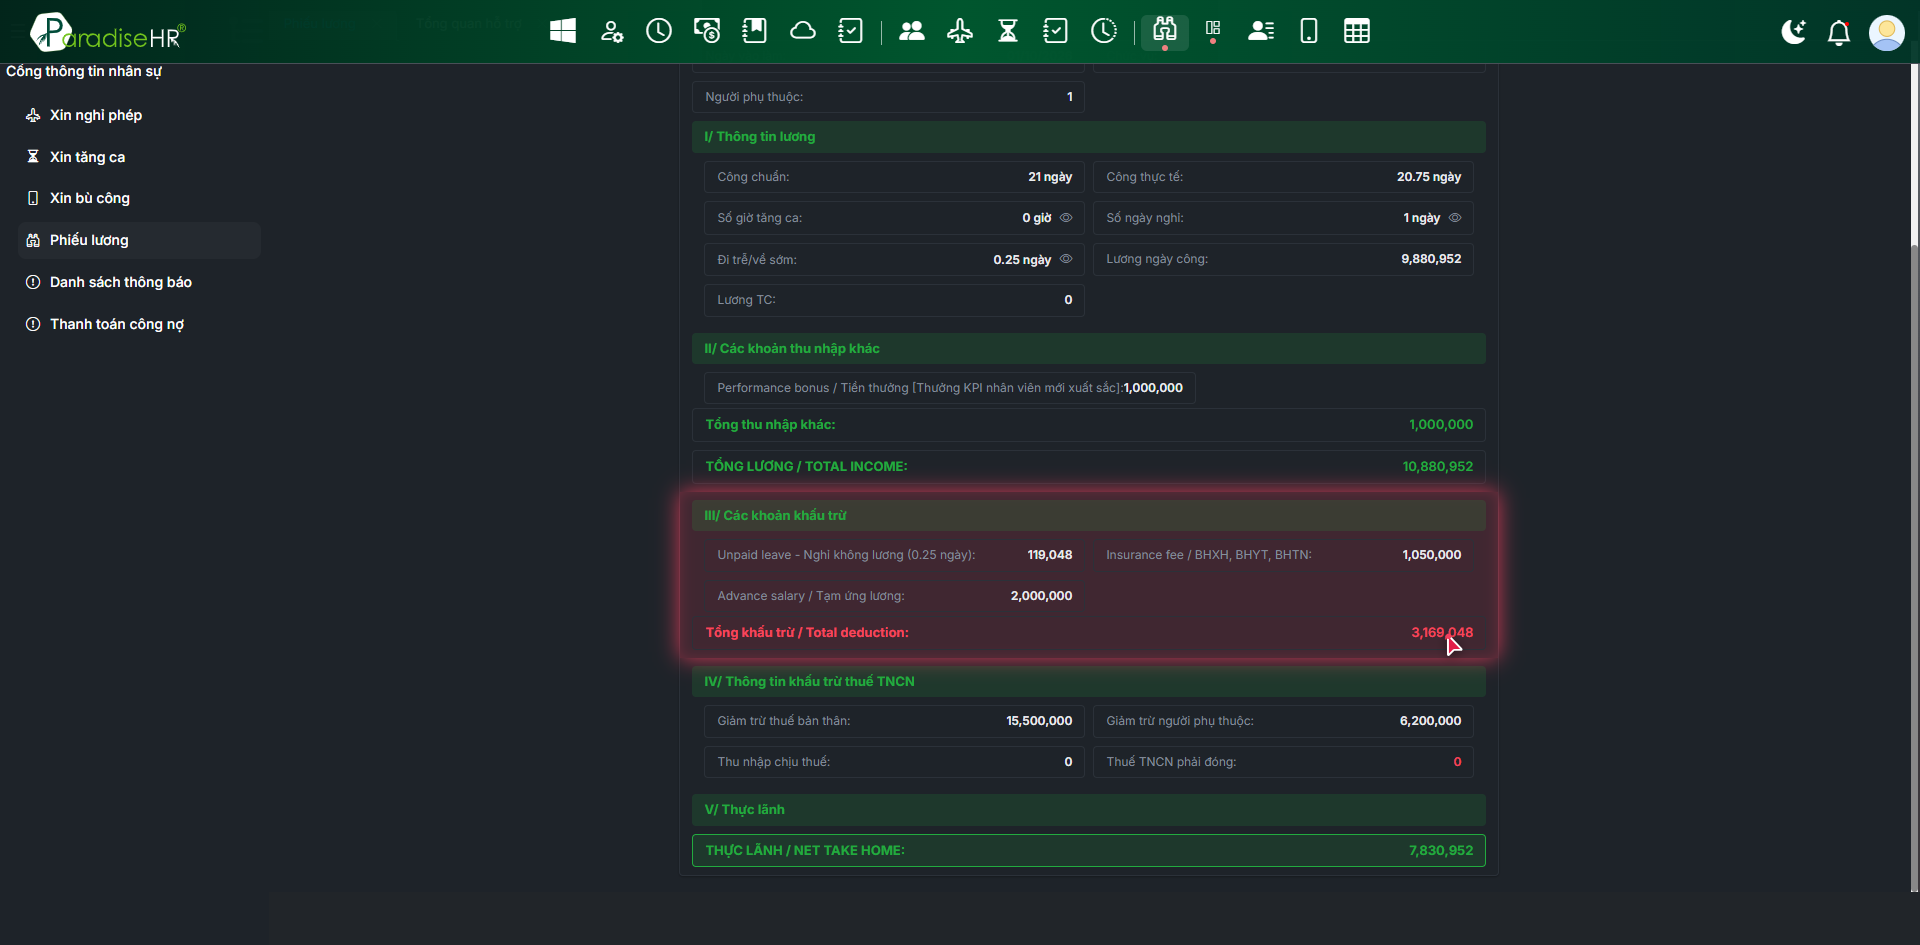 ParadiseHR®
Cổng thông tin nhân sự
Xin nghỉ phép
Xin tăng ca
Xin bù công
Phiếu lương
Danh sách thông báo
Thanh toán công nợ
Người phụ thuộc: 1
I/ Thông tin lương
Công chuẩn: 21 ngày Công thực tế: 20.75 ngày
Số giờ tăng ca: 0 giờ Số ngày nghỉ: 1 ngày
Đi trễ/về sớm: 0.25 ngày Lương ngày công: 9,880,952
Lương TC: 0
II/ Các khoản thu nhập khác
Performance bonus / Tiền thưởng [Thưởng KPI nhân viên mới xuất sắc]:1,000,000
Tổng thu nhập khác: 1,000,000
TỔNG LƯƠNG / TOTAL INCOME: 10,880,952
III/ Các khoản khấu trừ
Unpaid leave - Nghỉ không lương (0.25 ngày): 119,048 Insurance fee / BHXH, BHYT, BHTN: 1,050,000
Advance salary / Tạm ứng lương: 2,000,000
Tổng khấu trừ / Total deduction: 3,169,048
IV/ Thông tin khấu trừ thuế TNCN
Giảm trừ thuế bản thân: 15,500,000 Giảm trừ người phụ thuộc: 6,200,000
Thu nhập chịu thuế: 0 Thuế TNCN phải đóng: 0
V/ Thực lãnh
THỰC LÃNH / NET TAKE HOME: 7,830,952